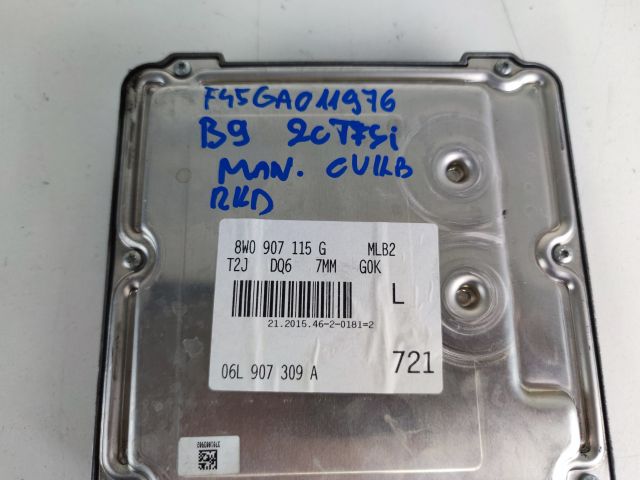 F45GA011976
B9 2.0TFSi
MAN. CVKB
RKD
8W0 907 115 G MLB2
T2J DQ6 7MM G0K
L
21.2015.46-2-0181=2
06L 907 309 A 721